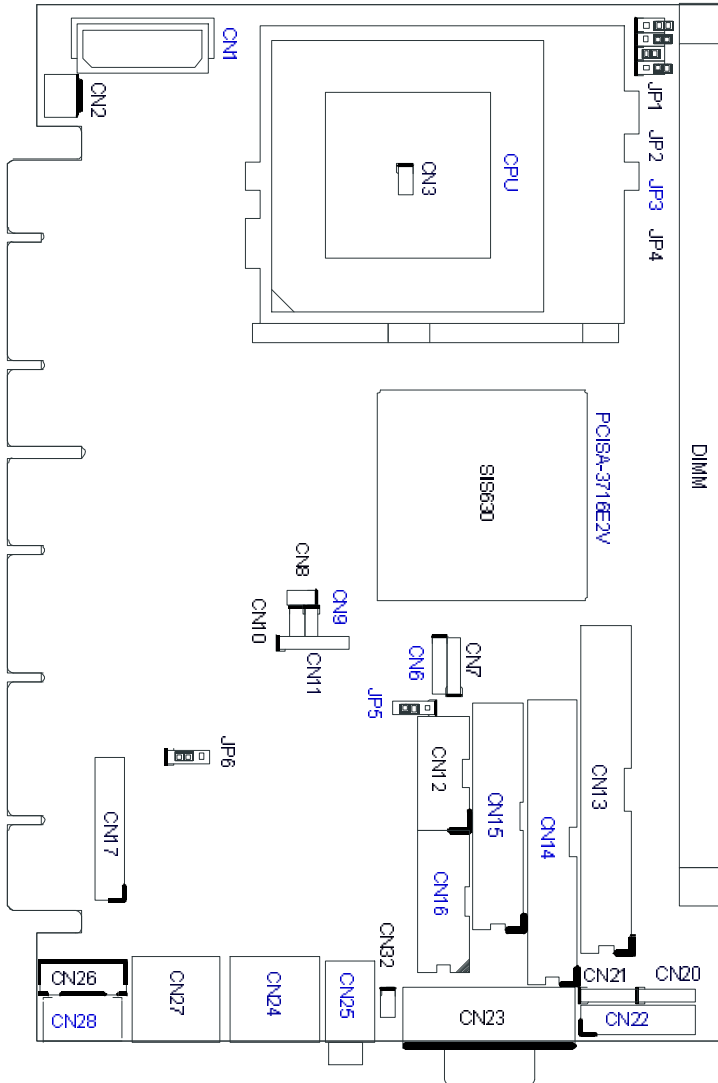 CN1
CN2
JP1
JP2
JP3
JP4
CN3
CPU
DIMM
PCISA-3716E2V
SIS630
CN8
CN9
CN10
CN11
CN6
CN7
JP5
JP6
CN12
CN13
CN14
CN15
CN16
CN17
CN32
CN21
CN20
CN26
CN27
CN24
CN25
CN23
CN22
CN28